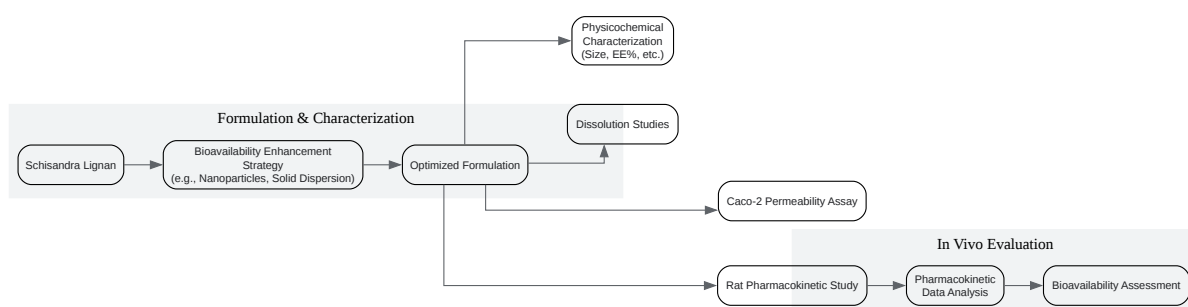 Physicochemical
Characterization
(Size, EE%, etc.)
Formulation & Characterization
Dissolution Studies
Schisandra Lignan
Bioavailability Enhancement
Strategy
(e.g., Nanoparticles, Solid Dispersion)
Optimized Formulation
Caco-2 Permeability Assay
In Vivo Evaluation
Rat Pharmacokinetic Study
Pharmacokinetic
Data Analysis
Bioavailability Assessment